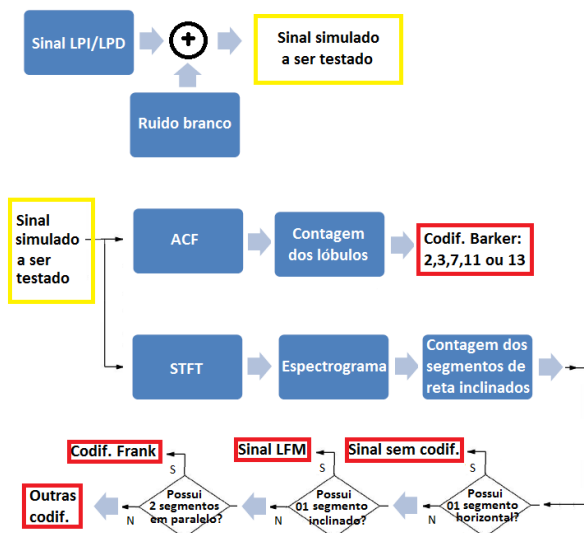 Sinal LPI/LPD
Sinal simulado
a ser testado
Ruido branco
Sinal
simulado
a ser
testado
ACF
Contagem
dos lóbulos
Codif. Barker:
2,3,7,11 ou 13
STFT
Espectrograma
Contagem dos
segmentos de
reta inclinados
Codif. Frank
Sinal LFM
Sinal sem codif.
S
S
S
Outras
codif.
Possui
2 segmentos
em paralelo?
N
Possui
01 segmento
inclinado?
N
Possui
01 segmento
horizontal?
N